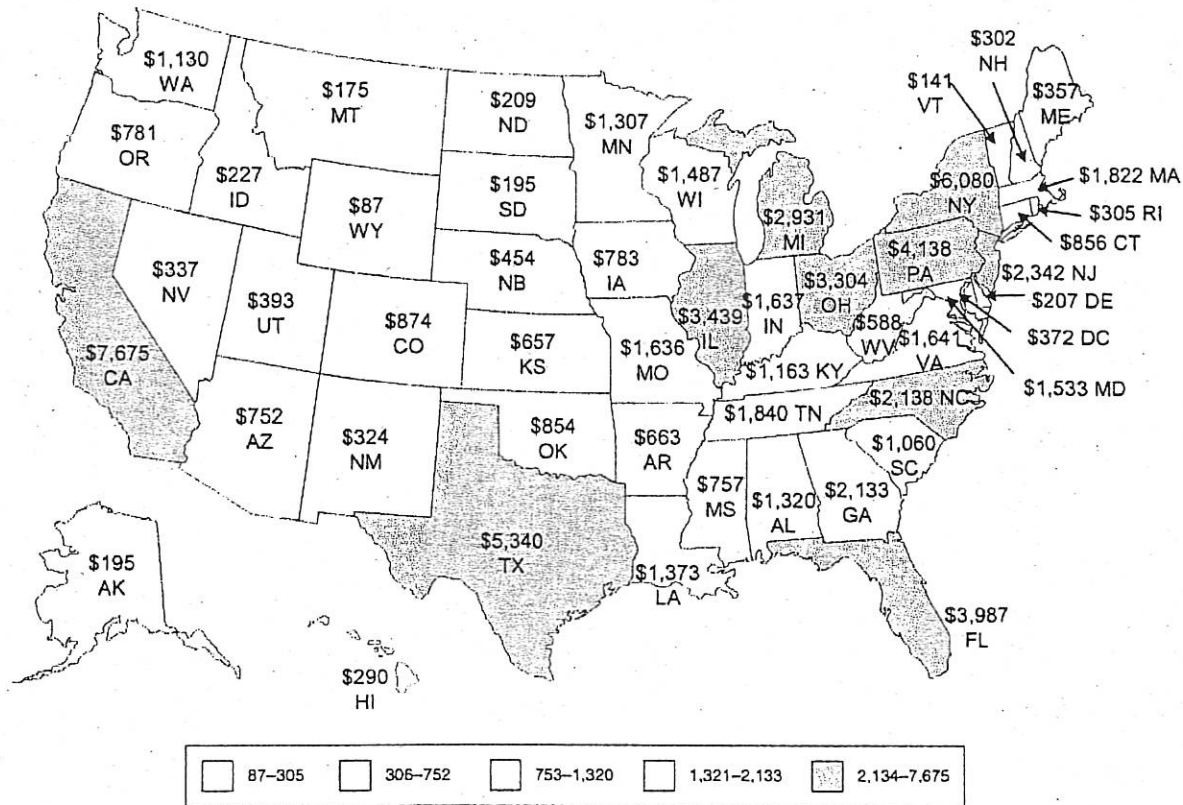 $302
NH
$141
VT
$357
ME
$1,130
WA
$175
MT
$209
ND
$1,307
MN
$781
OR
$227
ID
$87
WY
$195
SD
$1,487
WI
$2,931
MI
$6,080
NY
$1,822 MA
$305 RI
$856 CT
$337
NV
$393
UT
$874
CO
$454
NB
$783
IA
$3,439
IL
$1,637
IN
$3,304
OH
$4,138
PA
$2,342 NJ
$207 DE
$372 DC
$1,533 MD
$588
WV
$1,641
VA
$7,675
CA
$657
KS
$1,636
MO
$1,163 KY
$1,840 TN
$2,138 NC
$752
AZ
$324
NM
$854
OK
$663
AR
$757
MS
$1,320
AL
$2,133
GA
$1,060
SC
$5,340
TX
$1,373
LA
$3,987
FL
$195
AK
$290
HI
87–305
306–752
753–1,320
1,321–2,133
2,134–7,675